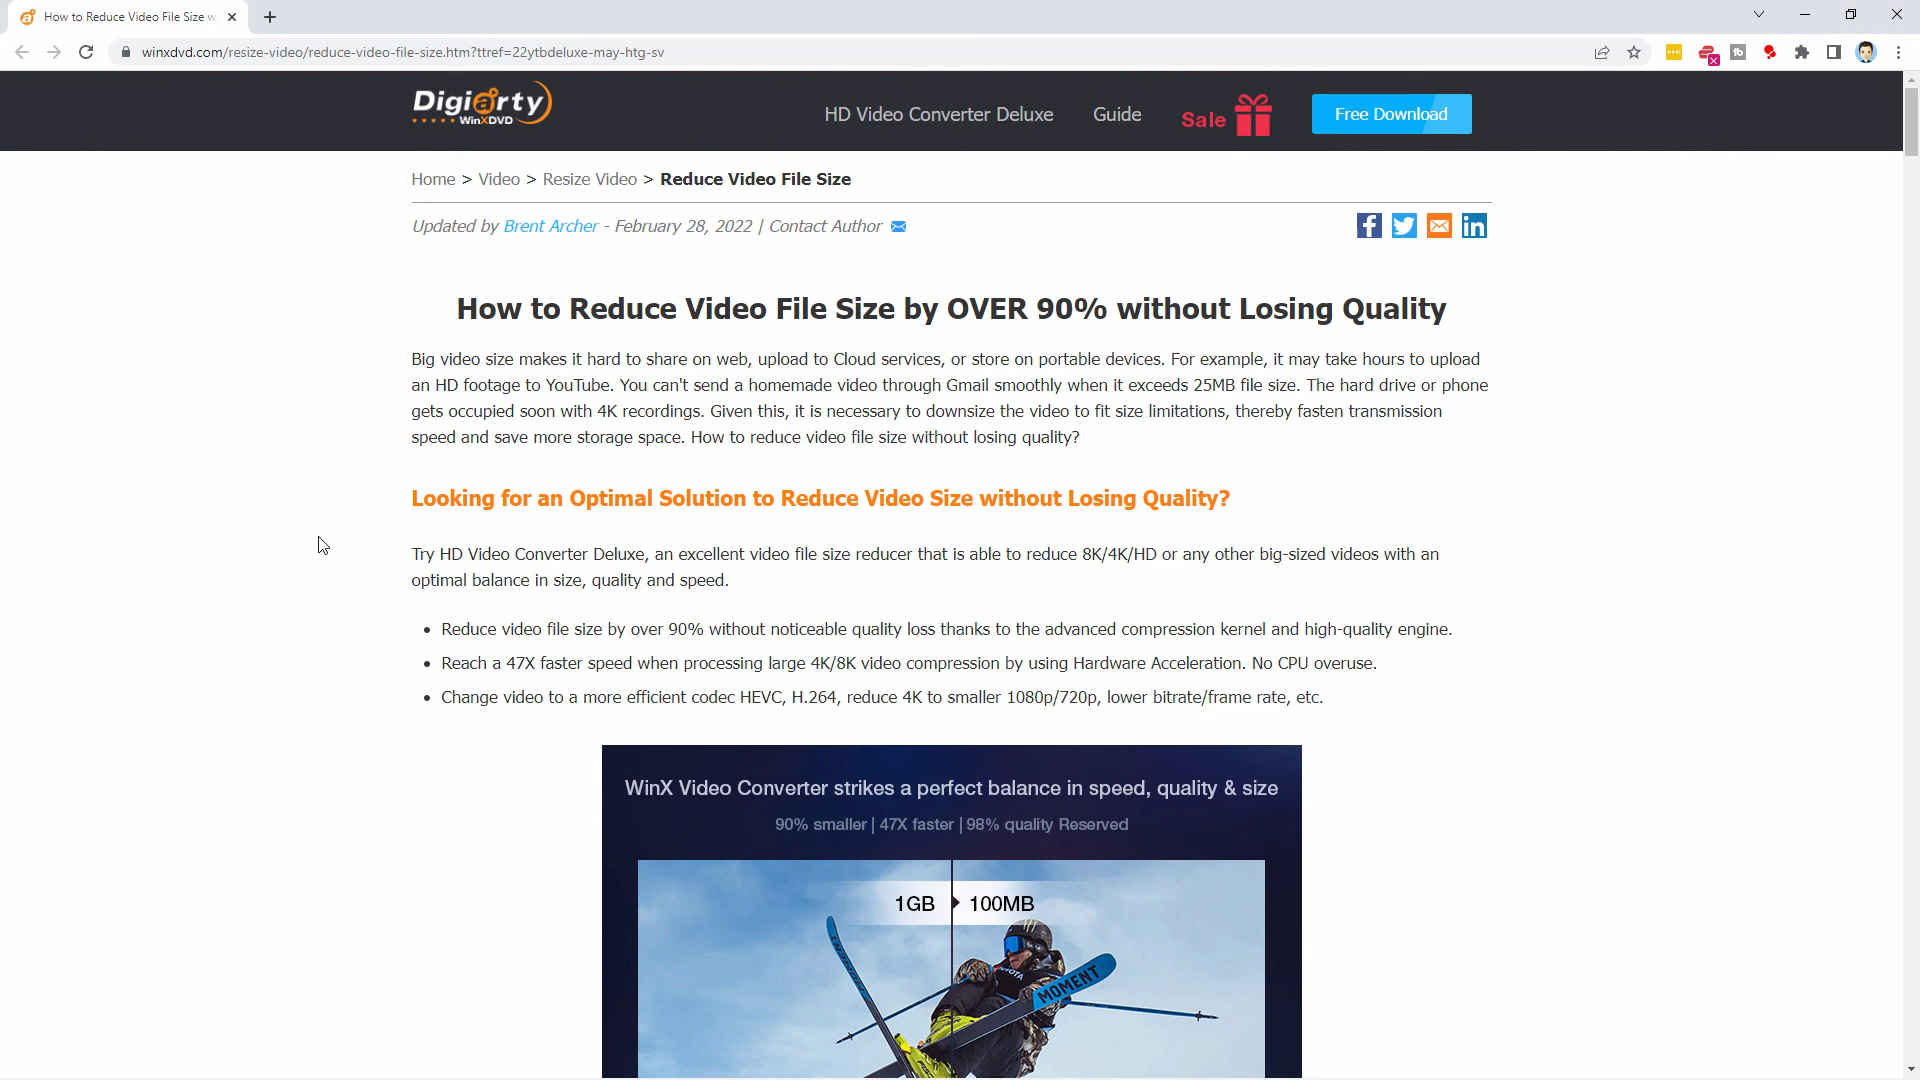 How to Reduce Video File Size w
winxdvd.com/resize-video/reduce-video-file-size.htm?ttref=22ytbdeluxe-may-htg-sv
Digiarty
WinXDVD
HD Video Converter Deluxe
Guide
Sale
Free Download
Home > Video > Resize Video > Reduce Video File Size
Updated by Brent Archer - February 28, 2022 | Contact Author
How to Reduce Video File Size by OVER 90% without Losing Quality
Big video size makes it hard to share on web, upload to Cloud services, or store on portable devices. For example, it may take hours to upload
an HD footage to YouTube. You can't send a homemade video through Gmail smoothly when it exceeds 25MB file size. The hard drive or phone
gets occupied soon with 4K recordings. Given this, it is necessary to downsize the video to fit size limitations, thereby fasten transmission
speed and save more storage space. How to reduce video file size without losing quality?
Looking for an Optimal Solution to Reduce Video Size without Losing Quality?
Try HD Video Converter Deluxe, an excellent video file size reducer that is able to reduce 8K/4K/HD or any other big-sized videos with an
optimal balance in size, quality and speed.
• Reduce video file size by over 90% without noticeable quality loss thanks to the advanced compression kernel and high-quality engine.
• Reach a 47X faster speed when processing large 4K/8K video compression by using Hardware Acceleration. No CPU overuse.
• Change video to a more efficient codec HEVC, H.264, reduce 4K to smaller 1080p/720p, lower bitrate/frame rate, etc.
WinX Video Converter strikes a perfect balance in speed, quality & size
90% smaller | 47X faster | 98% quality Reserved
1GB 100MB
MOMENT